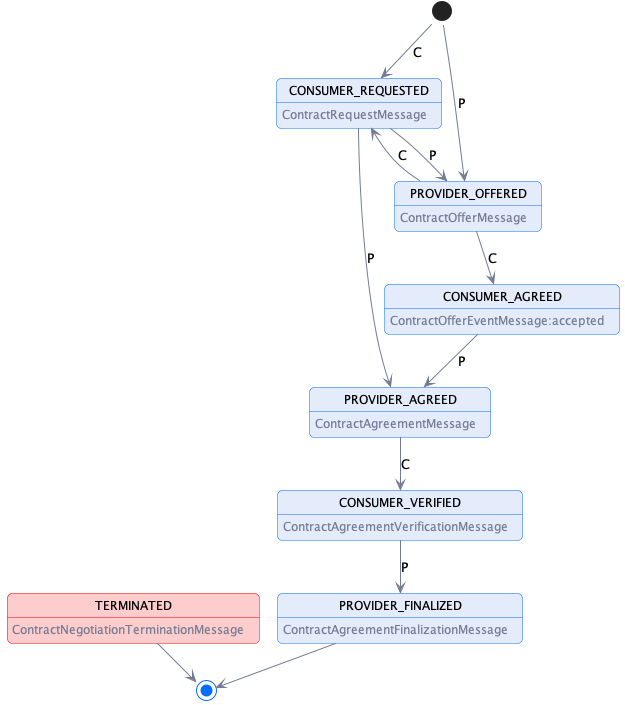 C
CONSUMER_REQUESTED
ContractRequestMessage
P
C
P
PROVIDER_OFFERED
ContractOfferMessage
P
C
CONSUMER_AGREED
ContractOfferEventMessage:accepted
P
PROVIDER_AGREED
ContractAgreementMessage
C
CONSUMER_VERIFIED
ContractAgreementVerificationMessage
P
TERMINATED
ContractNegotiationTerminationMessage
PROVIDER_FINALIZED
ContractAgreementFinalizationMessage